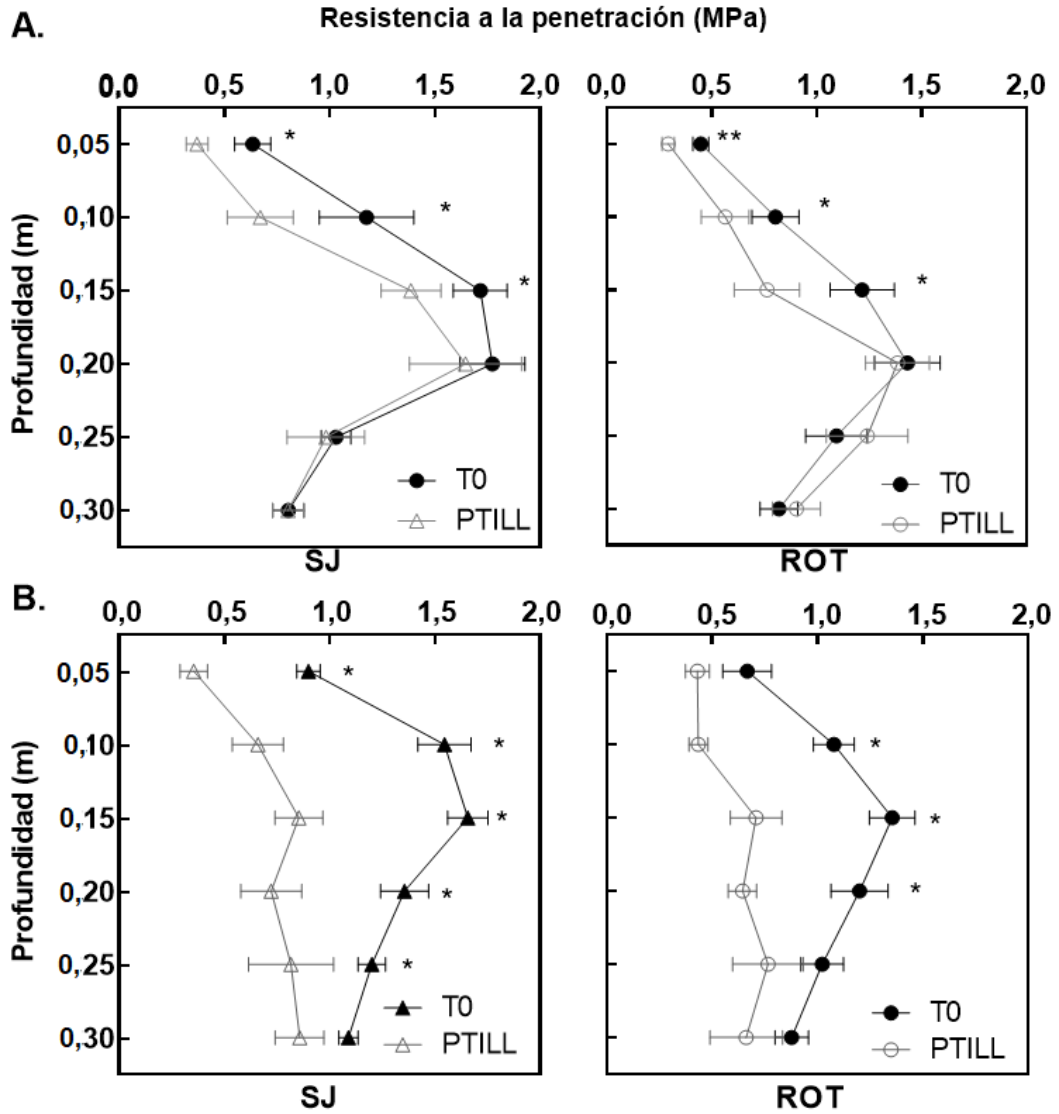 A.
Resistencia a la penetración (MPa)
0,0 0,5 1,0 1,5 2,0
0,0 0,5 1,0 1,5 2,0
Profundidad (m)
0,05
0,10
0,15
0,20
0,25
0,30
*
*
*
T0
PTILL
SJ
**
*
*
T0
PTILL
ROT
B.
0,0 0,5 1,0 1,5 2,0
0,0 0,5 1,0 1,5 2,0
Profundidad (m)
0,05
0,10
0,15
0,20
0,25
0,30
*
*
*
*
*
T0
PTILL
SJ
*
*
*
T0
PTILL
ROT